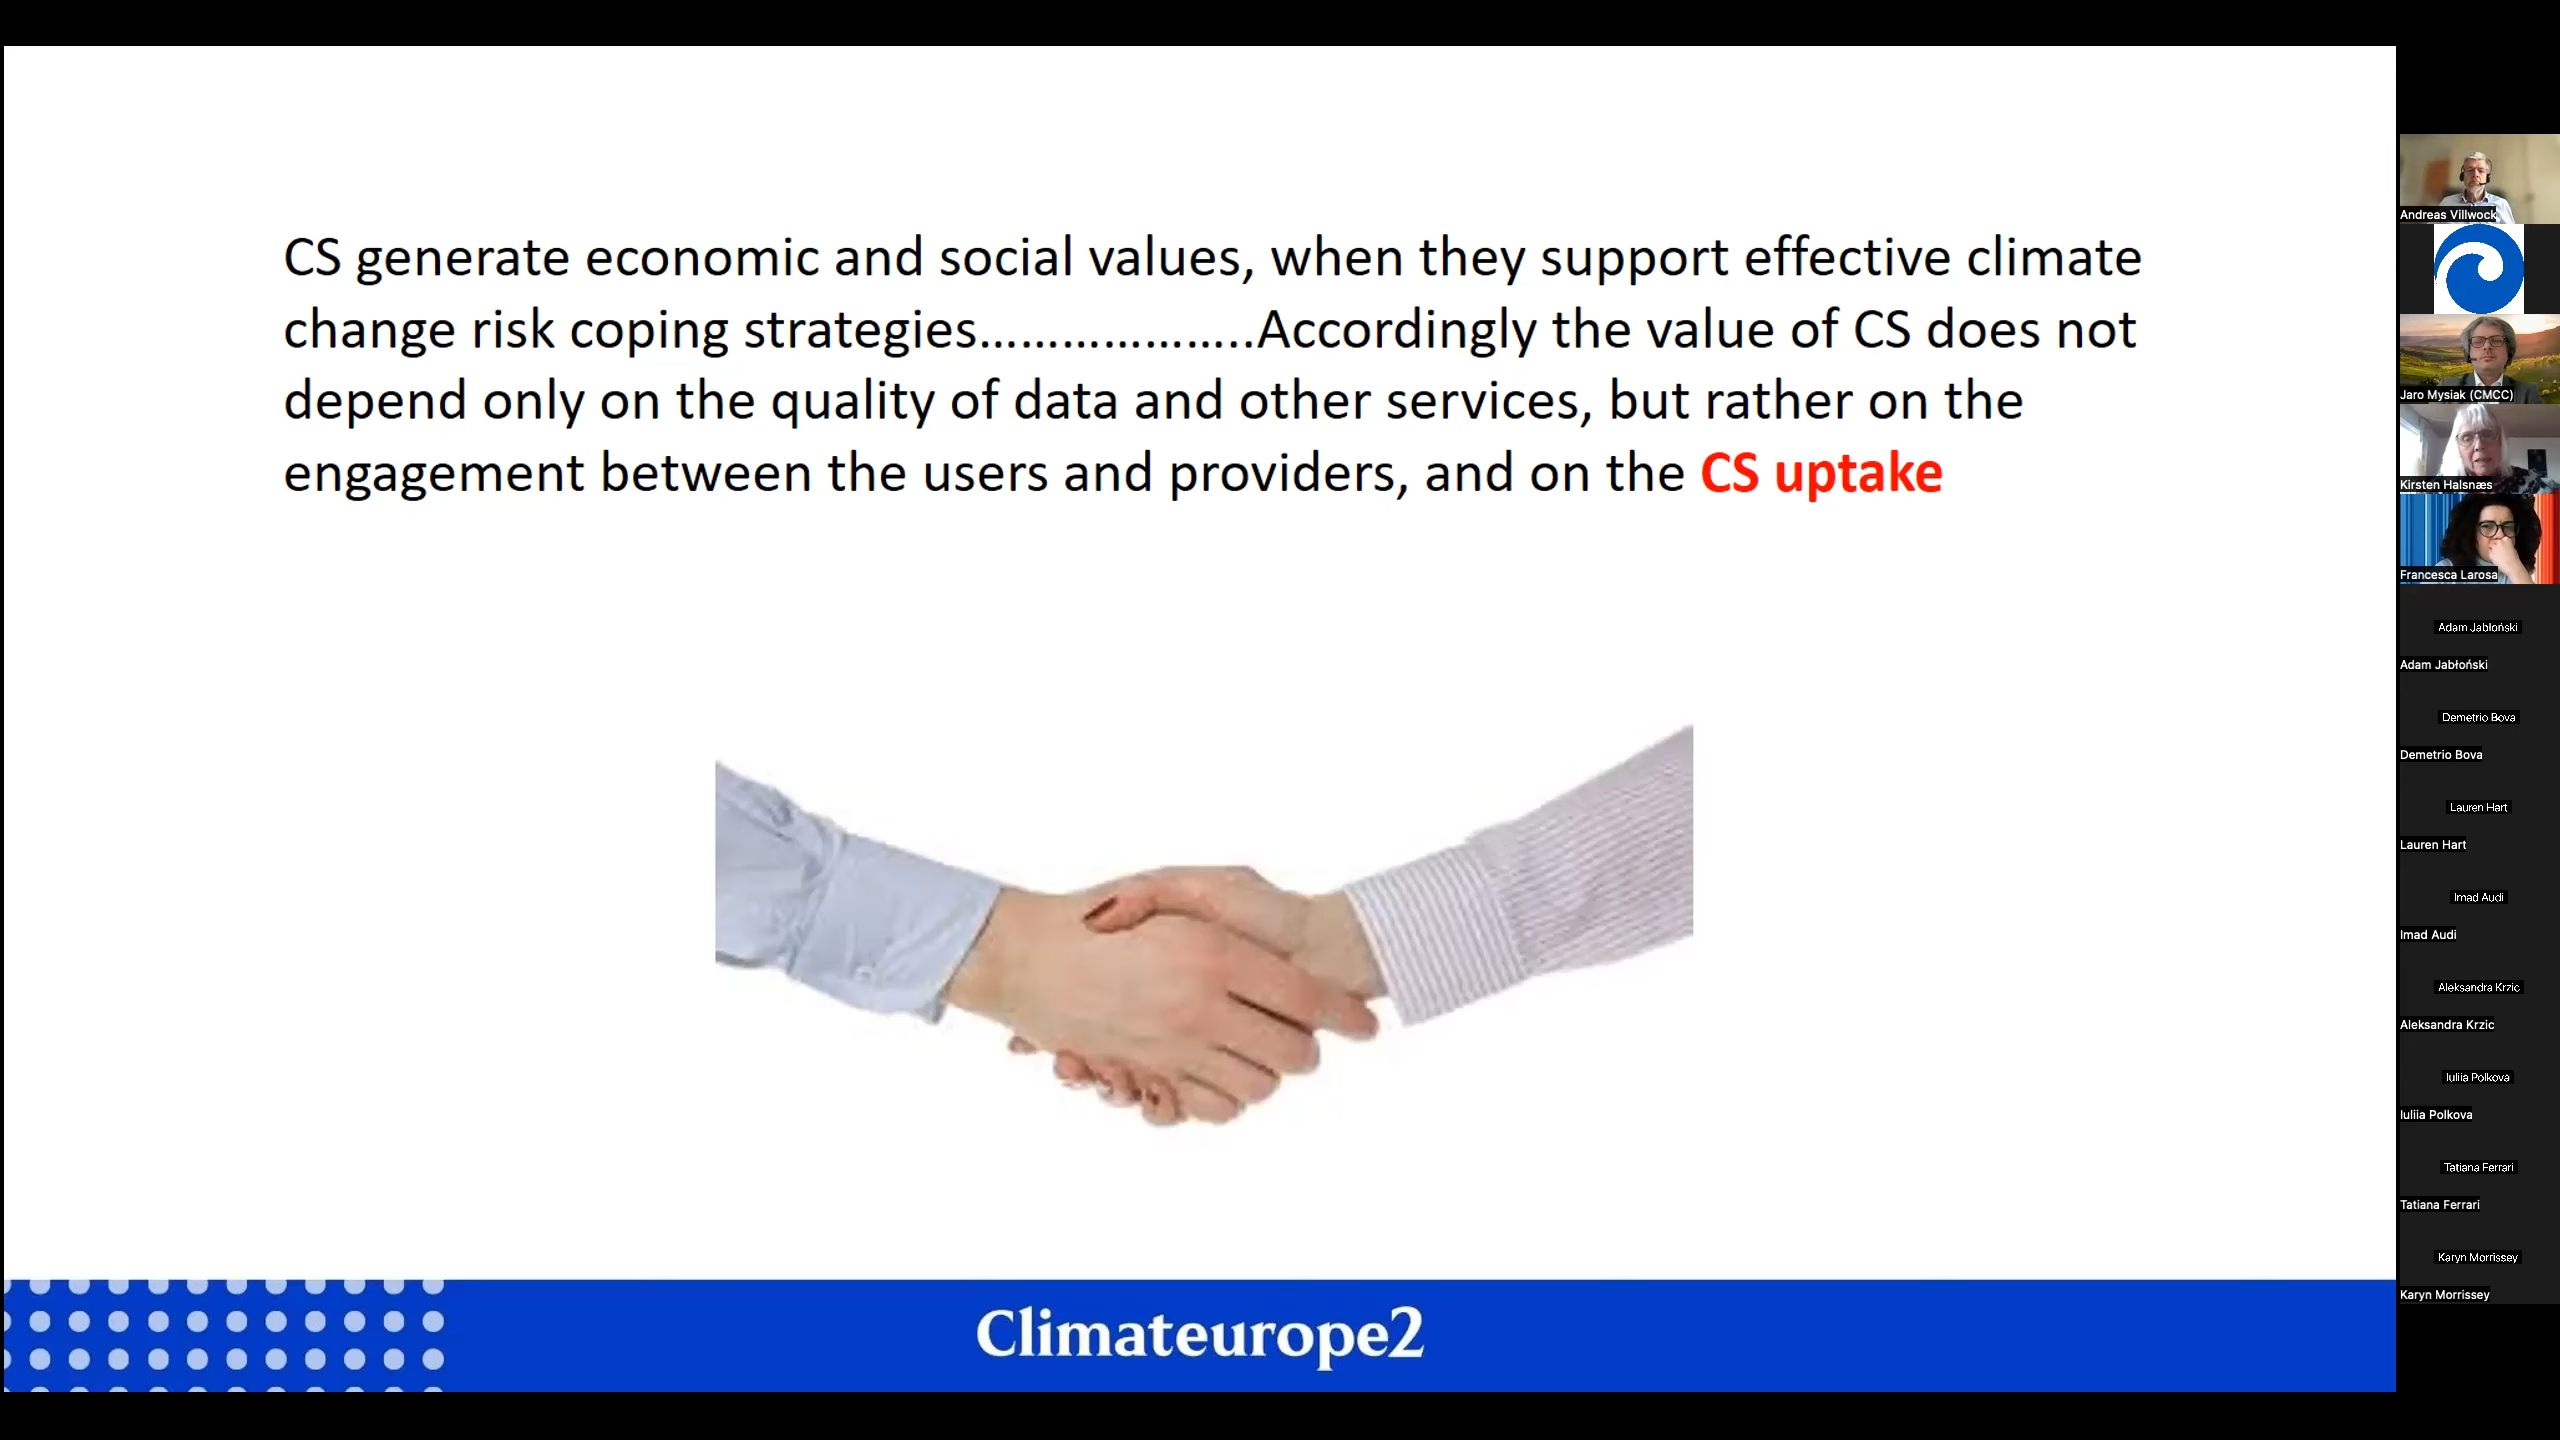 CS generate economic and social values, when they support effective climate
change risk coping strategies………………..Accordingly the value of CS does not
depend only on the quality of data and other services, but rather on the
engagement between the users and providers, and on the CS uptake
Climateurope2
Andreas Villwock
Jaro Mysiak (CMCC)
Kirsten Halsnæs
Francesca Larosa
Adam Jabłoński
Adam Jabłoński
Demetrio Bova
Demetrio Bova
Lauren Hart
Lauren Hart
Imad Audi
Imad Audi
Aleksandra Krzic
Aleksandra Krzic
Iuliia Polkova
Iuliia Polkova
Tatiana Ferrari
Tatiana Ferrari
Karyn Morrissey
Karyn Morrissey